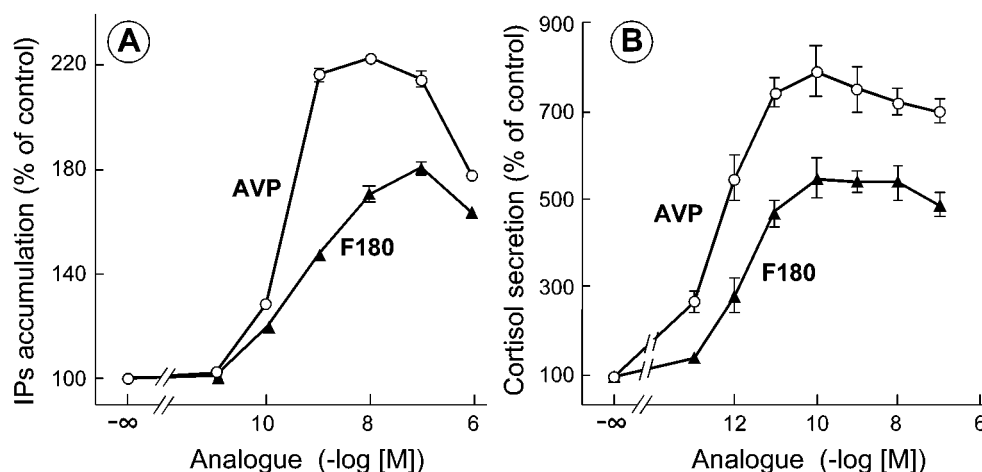 A
IPs accumulation (% of control)
220
180
140
100
AVP
F180
−∞
10
8
6
Analogue (-log [M])
B
Cortisol secretion (% of control)
900
700
500
300
100
AVP
F180
−∞
12
10
8
6
Analogue (-log [M])